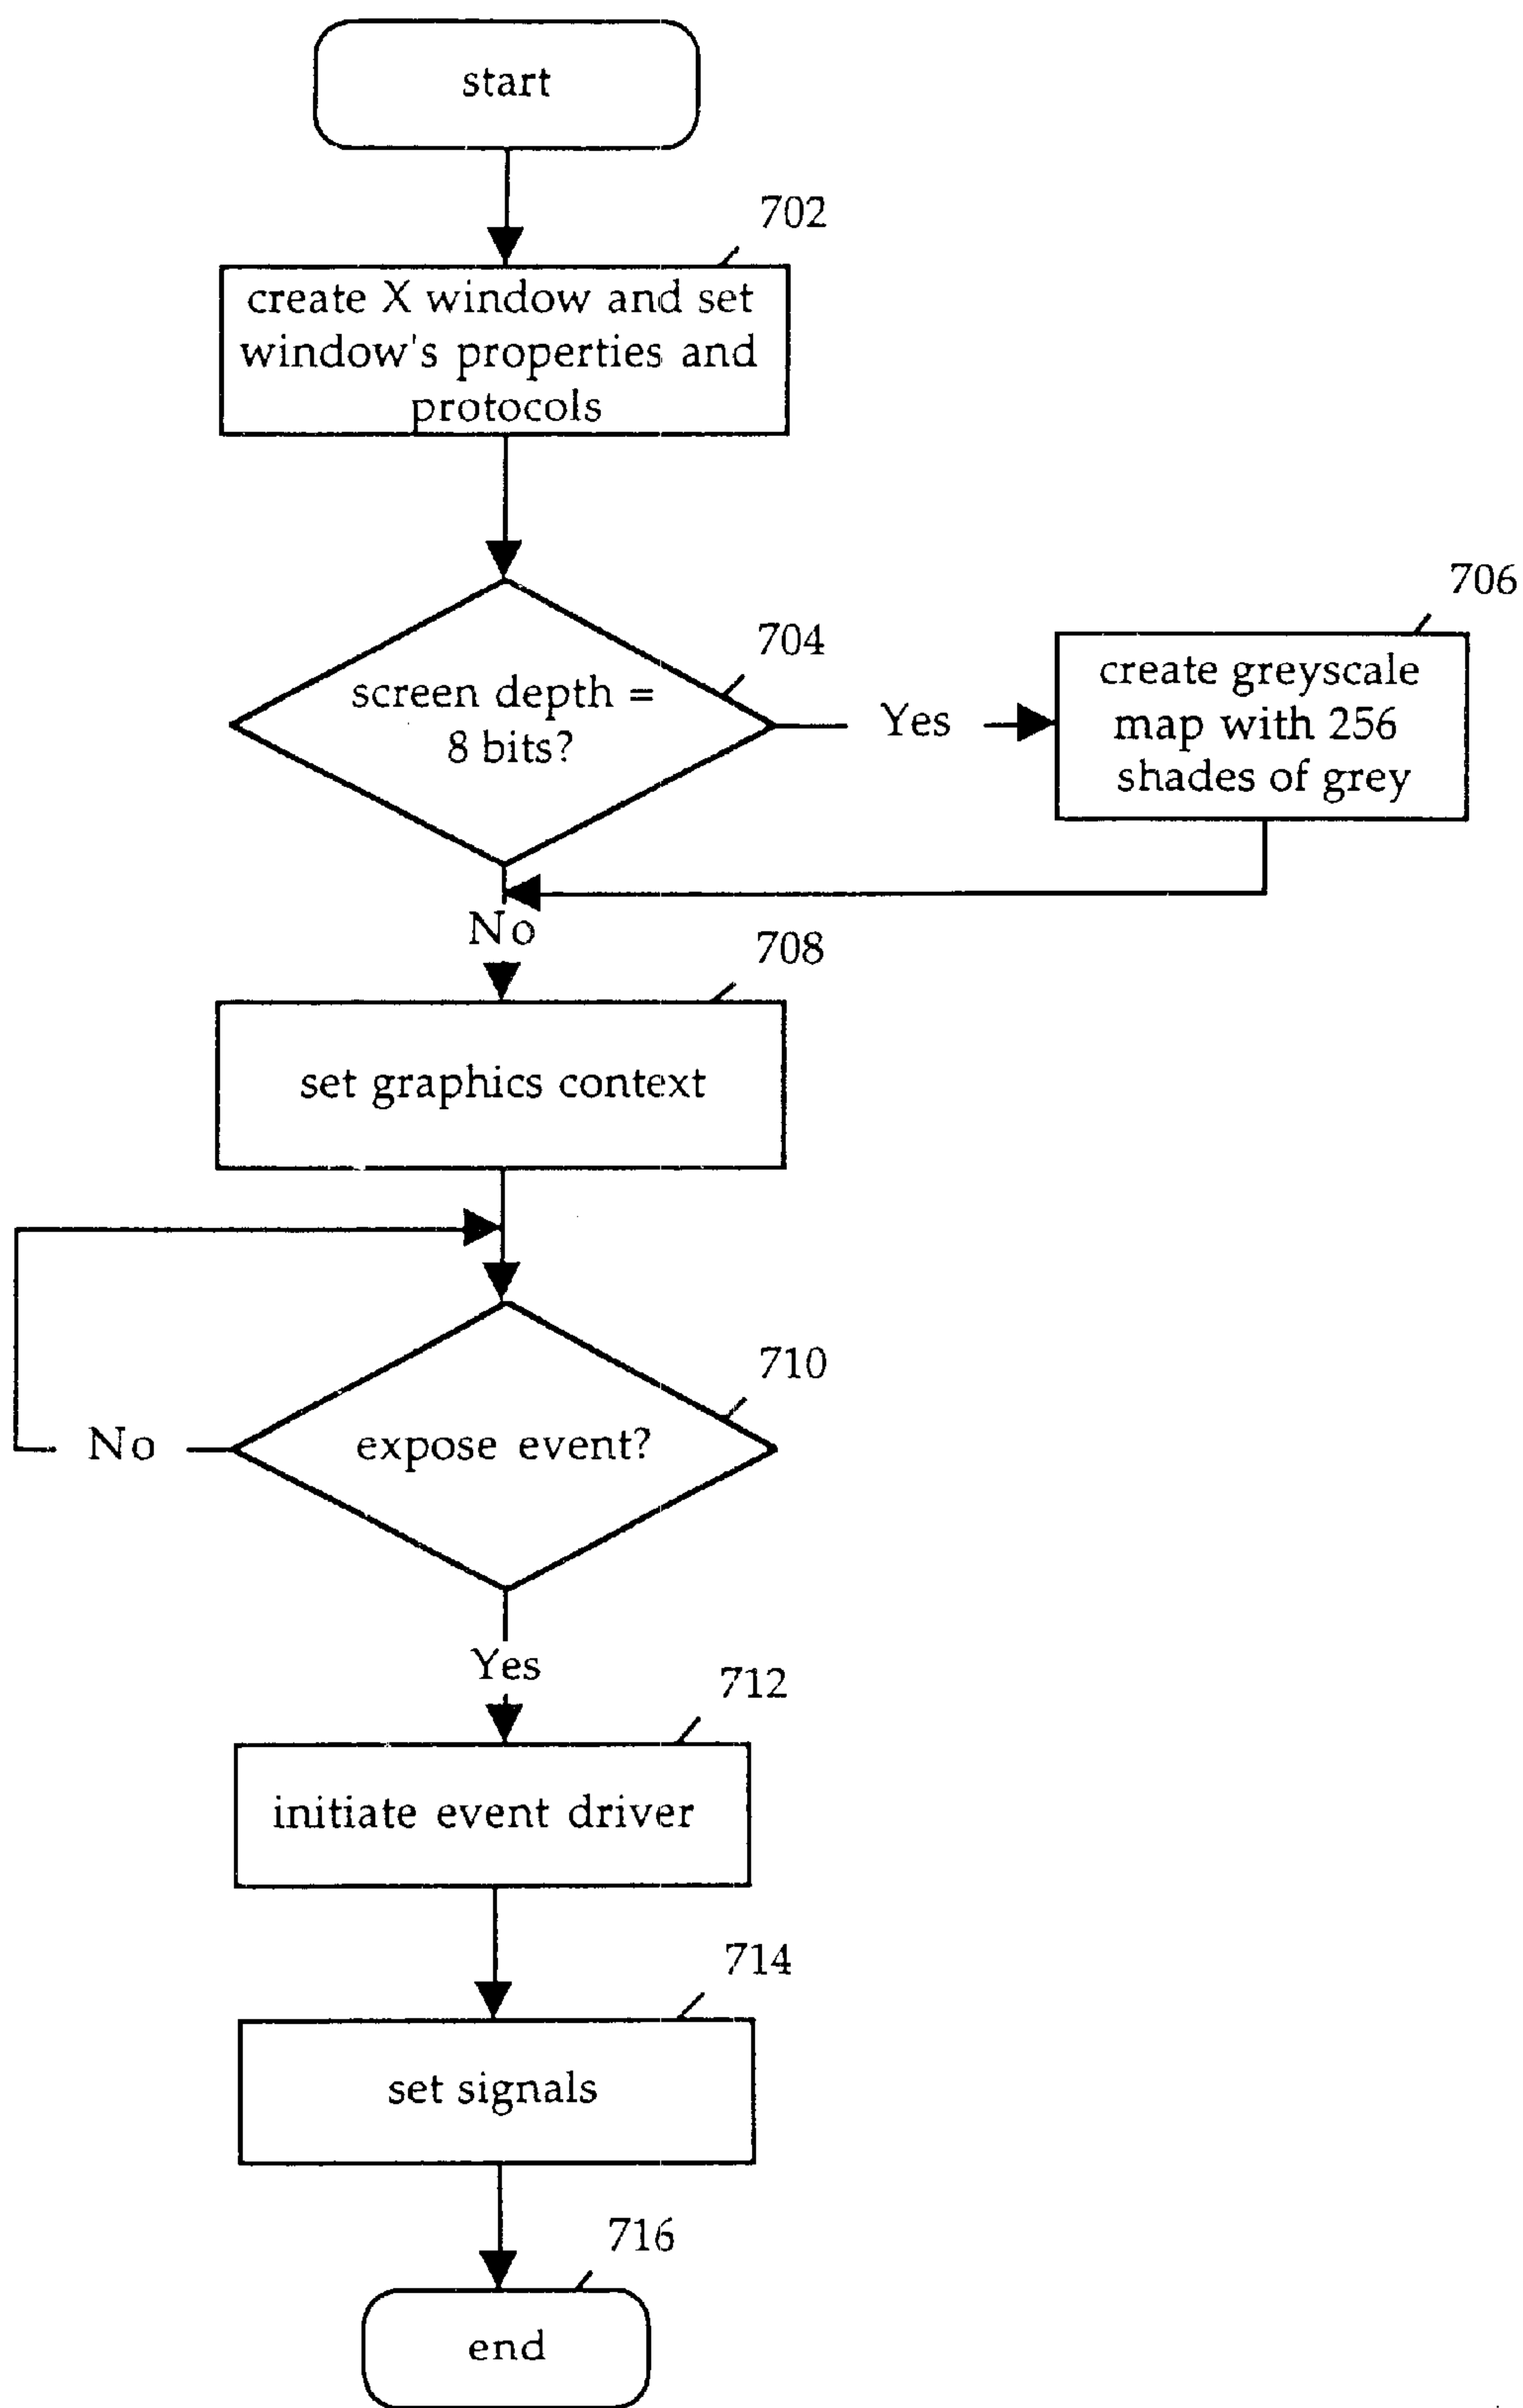 start
702
create X window and set
window's properties and
protocols
704
screen depth =
8 bits?
Yes
706
create greyscale
map with 256
shades of grey
No
708
set graphics context
710
expose event?
No
Yes
712
initiate event driver
714
set signals
716
end